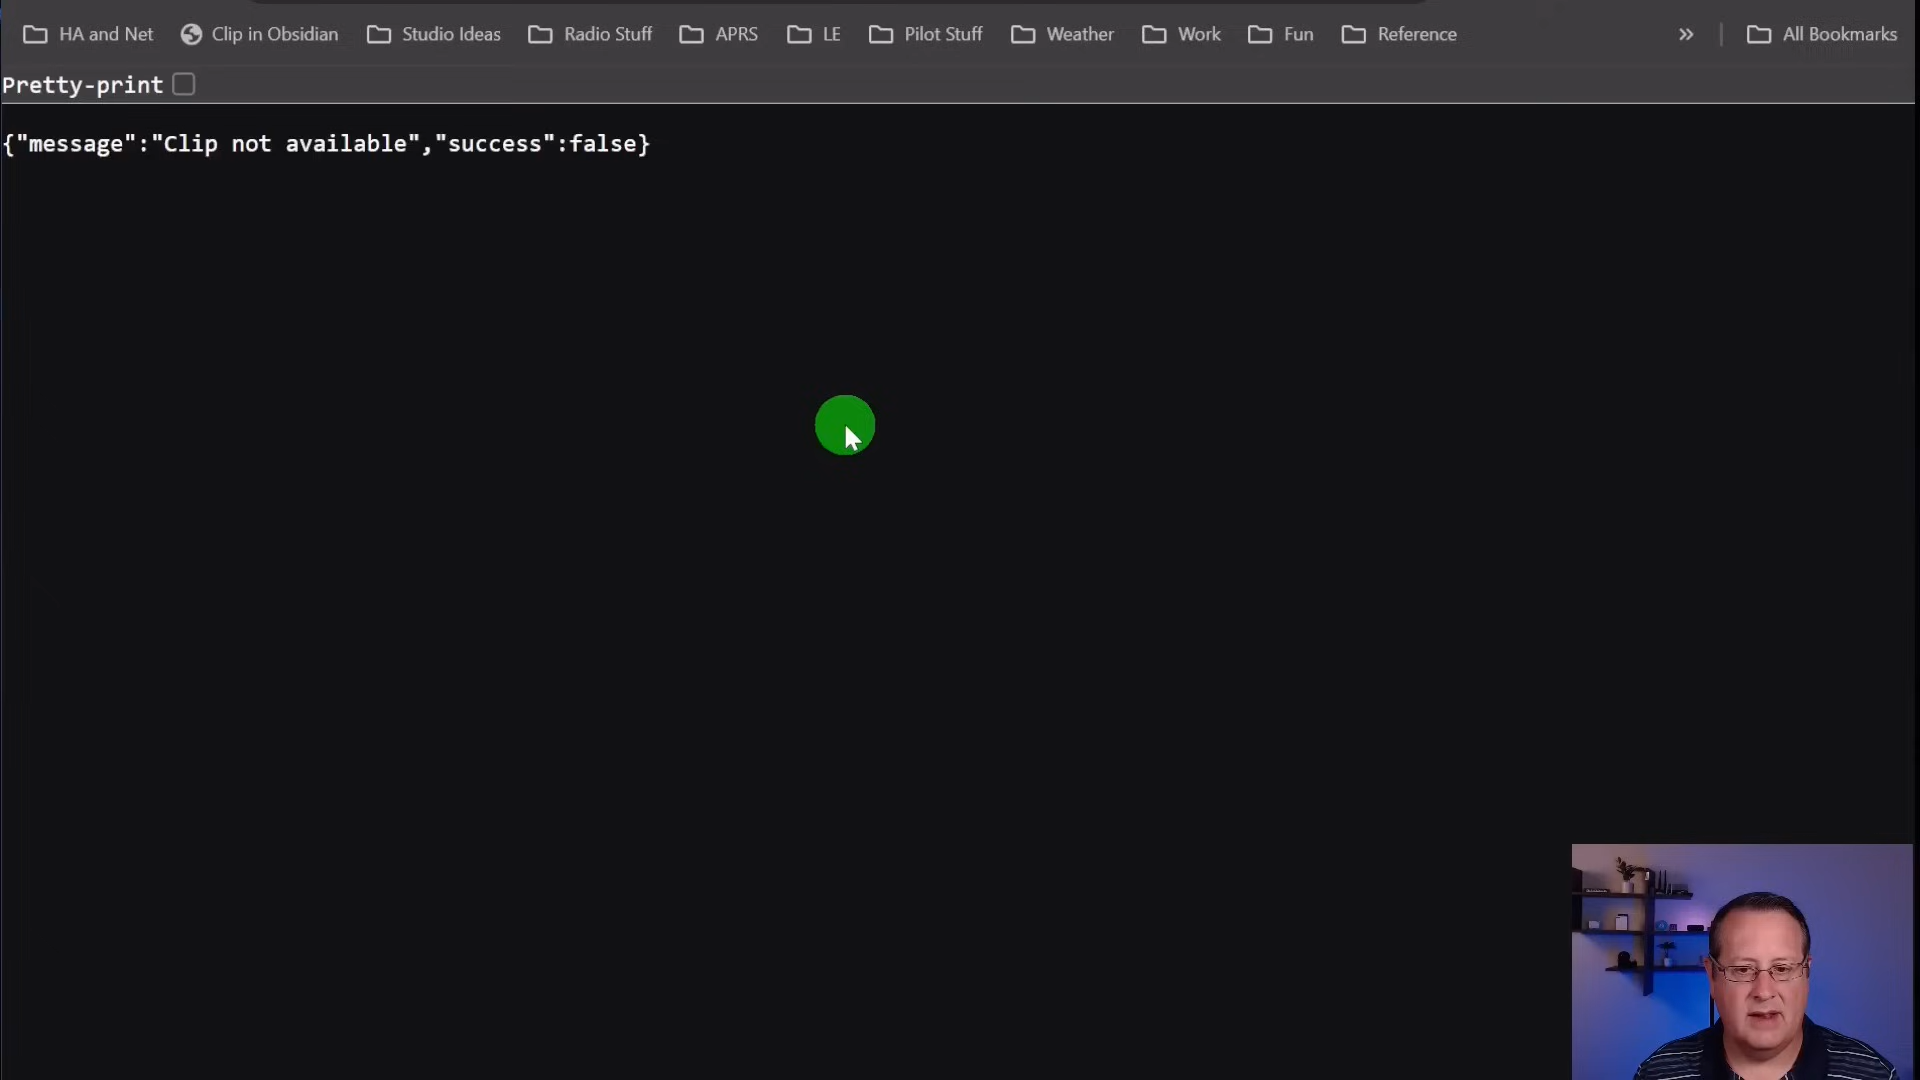 HA and Net Clip in Obsidian Studio Ideas Radio Stuff APRS LE Pilot Stuff Weather Work Fun Reference » All Bookmarks
Pretty-print
{"message":"Clip not available","success":false}